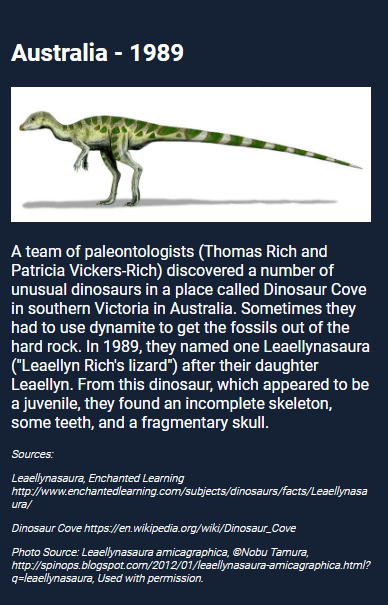 Australia - 1989
A team of paleontologists (Thomas Rich and
Patricia Vickers-Rich) discovered a number of
unusual dinosaurs in a place called Dinosaur Cove
in southern Victoria in Australia. Sometimes they
had to use dynamite to get the fossils out of the
hard rock. In 1989, they named one Leaellynasaura
("Leaellyn Rich's lizard") after their daughter
Leaellyn. From this dinosaur, which appeared to be
a juvenile, they found an incomplete skeleton,
some teeth, and a fragmentary skull.
Sources:
Leaellynasaura, Enchanted Learning
http://www.enchantedlearning.com/subjects/dinosaurs/facts/Leaellynasa
ura/
Dinosaur Cove https://en.wikipedia.org/wiki/Dinosaur_Cove
Photo Source: Leaellynasaura amicagraphica, ©Nobu Tamura,
http://spinops.blogspot.com/2012/01/leaellynasaura-amicagraphica.html?
q=leaellynasaura, Used with permission.